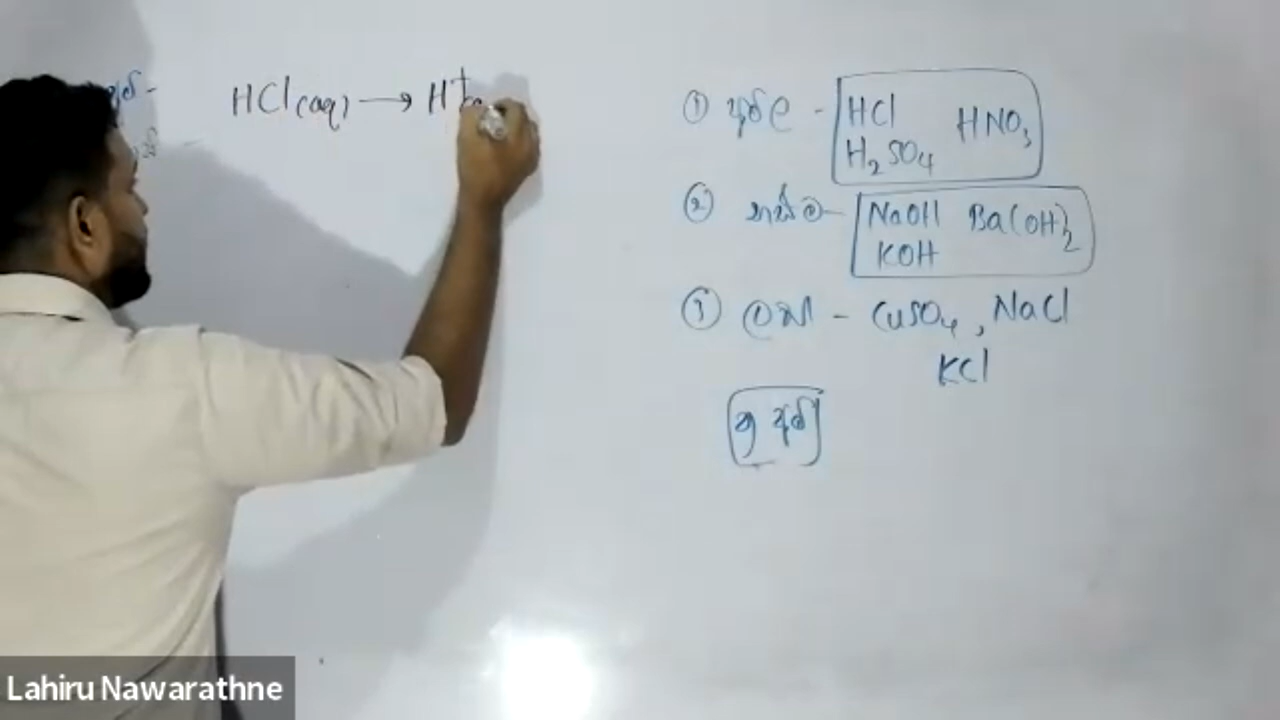 HCl(aq) → H⁺
① අම්ල - HCl HNO₃
H₂SO₄
② භස්ම - NaOH Ba(OH)₂
KOH
③ ලවණ - CuSO₄, NaCl
KCl
Lahiru Nawarathne